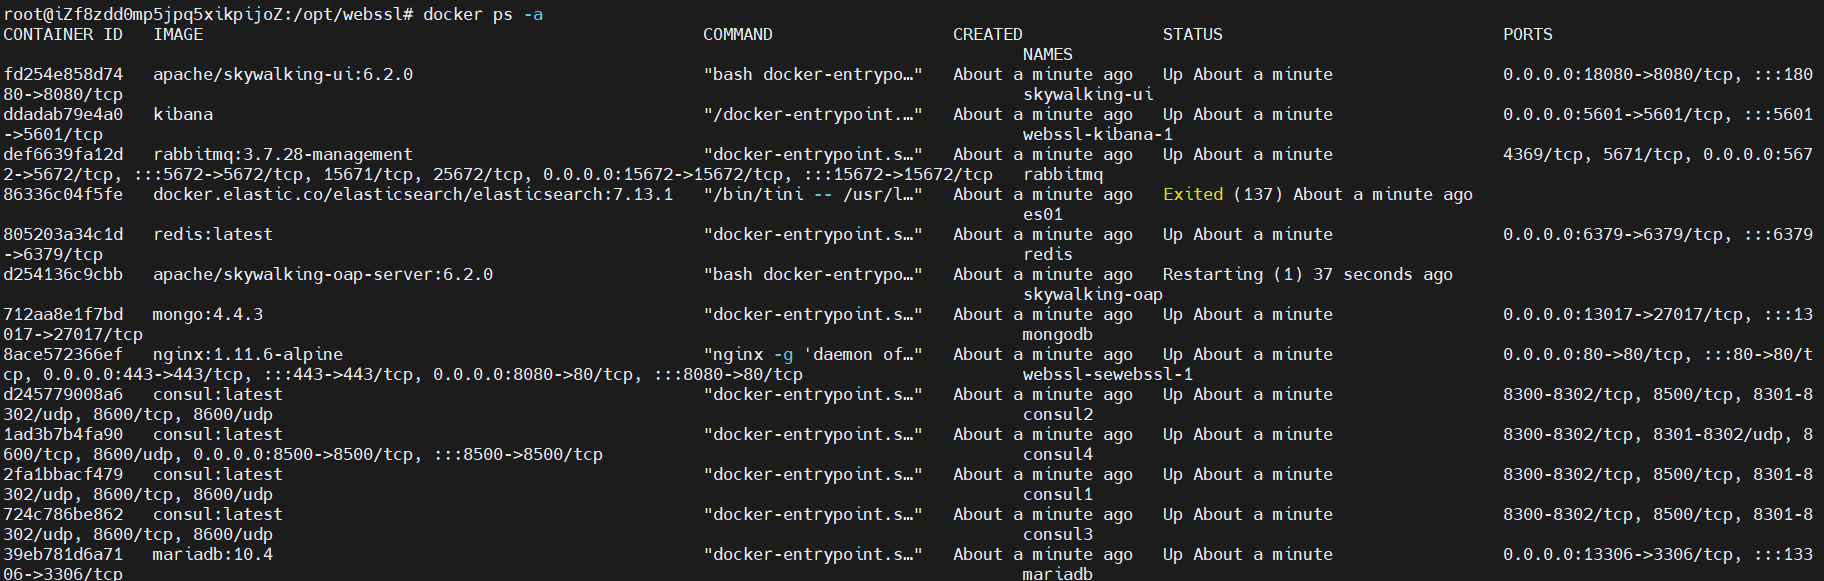 root@iZf8zdd0mp5jpq5xikpijoZ:/opt/webssl# docker ps -a
CONTAINER ID   IMAGE                                                  COMMAND                  CREATED              STATUS                            PORTS
                                                                                                      NAMES
fd254e858d74   apache/skywalking-ui:6.2.0                             "bash docker-entrypo…"   About a minute ago   Up About a minute                 0.0.0.0:18080->8080/tcp, :::180
80->8080/tcp                                                                                          skywalking-ui
ddadab79e4a0   kibana                                                 "/docker-entrypoint.…"   About a minute ago   Up About a minute                 0.0.0.0:5601->5601/tcp, :::5601
->5601/tcp                                                                                            webssl-kibana-1
def6639fa12d   rabbitmq:3.7.28-management                             "docker-entrypoint.s…"   About a minute ago   Up About a minute                 4369/tcp, 5671/tcp, 0.0.0.0:567
2->5672/tcp, :::5672->5672/tcp, 15671/tcp, 25672/tcp, 0.0.0.0:15672->15672/tcp, :::15672->15672/tcp   rabbitmq
86336c04f5fe   docker.elastic.co/elasticsearch/elasticsearch:7.13.1   "/bin/tini -- /usr/l…"   About a minute ago   Exited (137) About a minute ago
                                                                                                      es01
805203a34c1d   redis:latest                                           "docker-entrypoint.s…"   About a minute ago   Up About a minute                 0.0.0.0:6379->6379/tcp, :::6379
->6379/tcp                                                                                            redis
d254136c9cbb   apache/skywalking-oap-server:6.2.0                     "bash docker-entrypo…"   About a minute ago   Restarting (1) 37 seconds ago
                                                                                                      skywalking-oap
712aa8e1f7bd   mongo:4.4.3                                            "docker-entrypoint.s…"   About a minute ago   Up About a minute                 0.0.0.0:13017->27017/tcp, :::13
017->27017/tcp                                                                                        mongodb
8ace572366ef   nginx:1.11.6-alpine                                    "nginx -g 'daemon of…"   About a minute ago   Up About a minute                 0.0.0.0:80->80/tcp, :::80->80/t
cp, 0.0.0.0:443->443/tcp, :::443->443/tcp, 0.0.0.0:8080->80/tcp, :::8080->80/tcp                      webssl-sewebssl-1
d245779008a6   consul:latest                                          "docker-entrypoint.s…"   About a minute ago   Up About a minute                 8300-8302/tcp, 8500/tcp, 8301-8
302/udp, 8600/tcp, 8600/udp                                                                           consul2
1ad3b7b4fa90   consul:latest                                          "docker-entrypoint.s…"   About a minute ago   Up About a minute                 8300-8302/tcp, 8301-8302/udp, 8
600/tcp, 8600/udp, 0.0.0.0:8500->8500/tcp, :::8500->8500/tcp                                          consul4
2fa1bbacf479   consul:latest                                          "docker-entrypoint.s…"   About a minute ago   Up About a minute                 8300-8302/tcp, 8500/tcp, 8301-8
302/udp, 8600/tcp, 8600/udp                                                                           consul1
724c786be862   consul:latest                                          "docker-entrypoint.s…"   About a minute ago   Up About a minute                 8300-8302/tcp, 8500/tcp, 8301-8
302/udp, 8600/tcp, 8600/udp                                                                           consul3
39eb781d6a71   mariadb:10.4                                           "docker-entrypoint.s…"   About a minute ago   Up About a minute                 0.0.0.0:13306->3306/tcp, :::133
06->3306/tcp                                                                                          mariadb